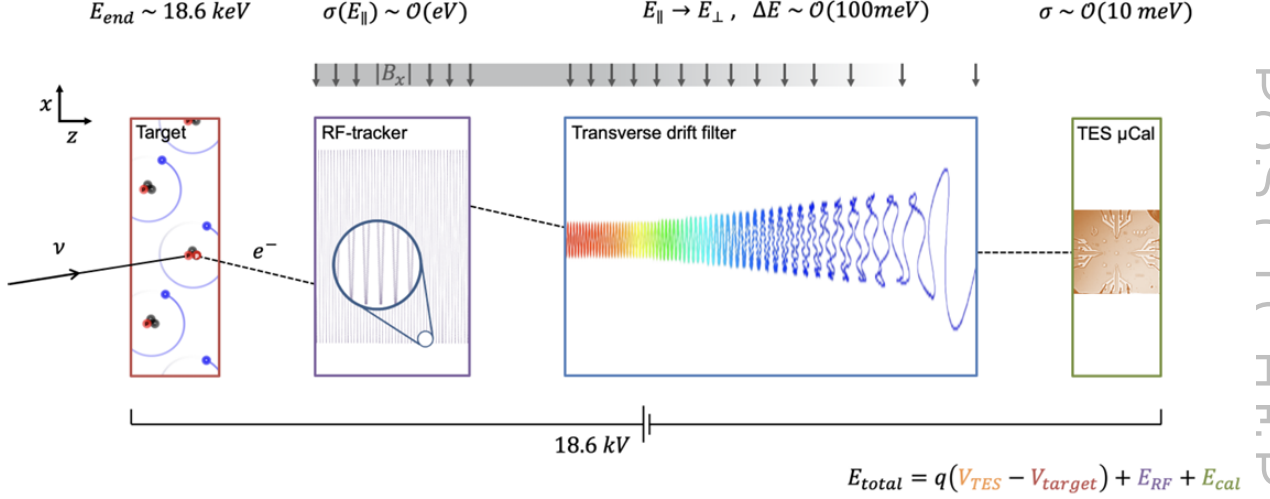 E_end ~ 18.6 keV
σ(E_∥) ~ O(eV)
E_∥ → E_⊥ , ΔE ~ O(100meV)
σ ~ O(10 meV)
|B_x|
x
z
Target
RF-tracker
Transverse drift filter
TES µCal
ν
e⁻
18.6 kV
E_total = q(V_TES − V_target) + E_RF + E_cal